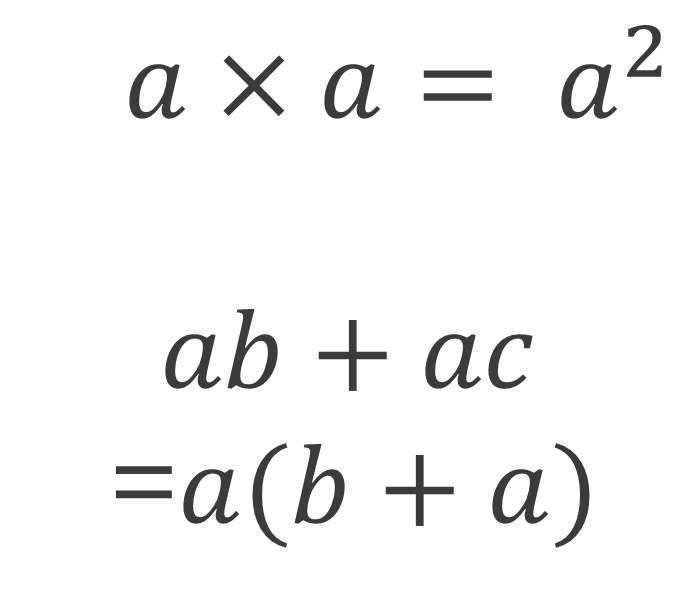 a × a = a²
ab + ac
=a(b + a)